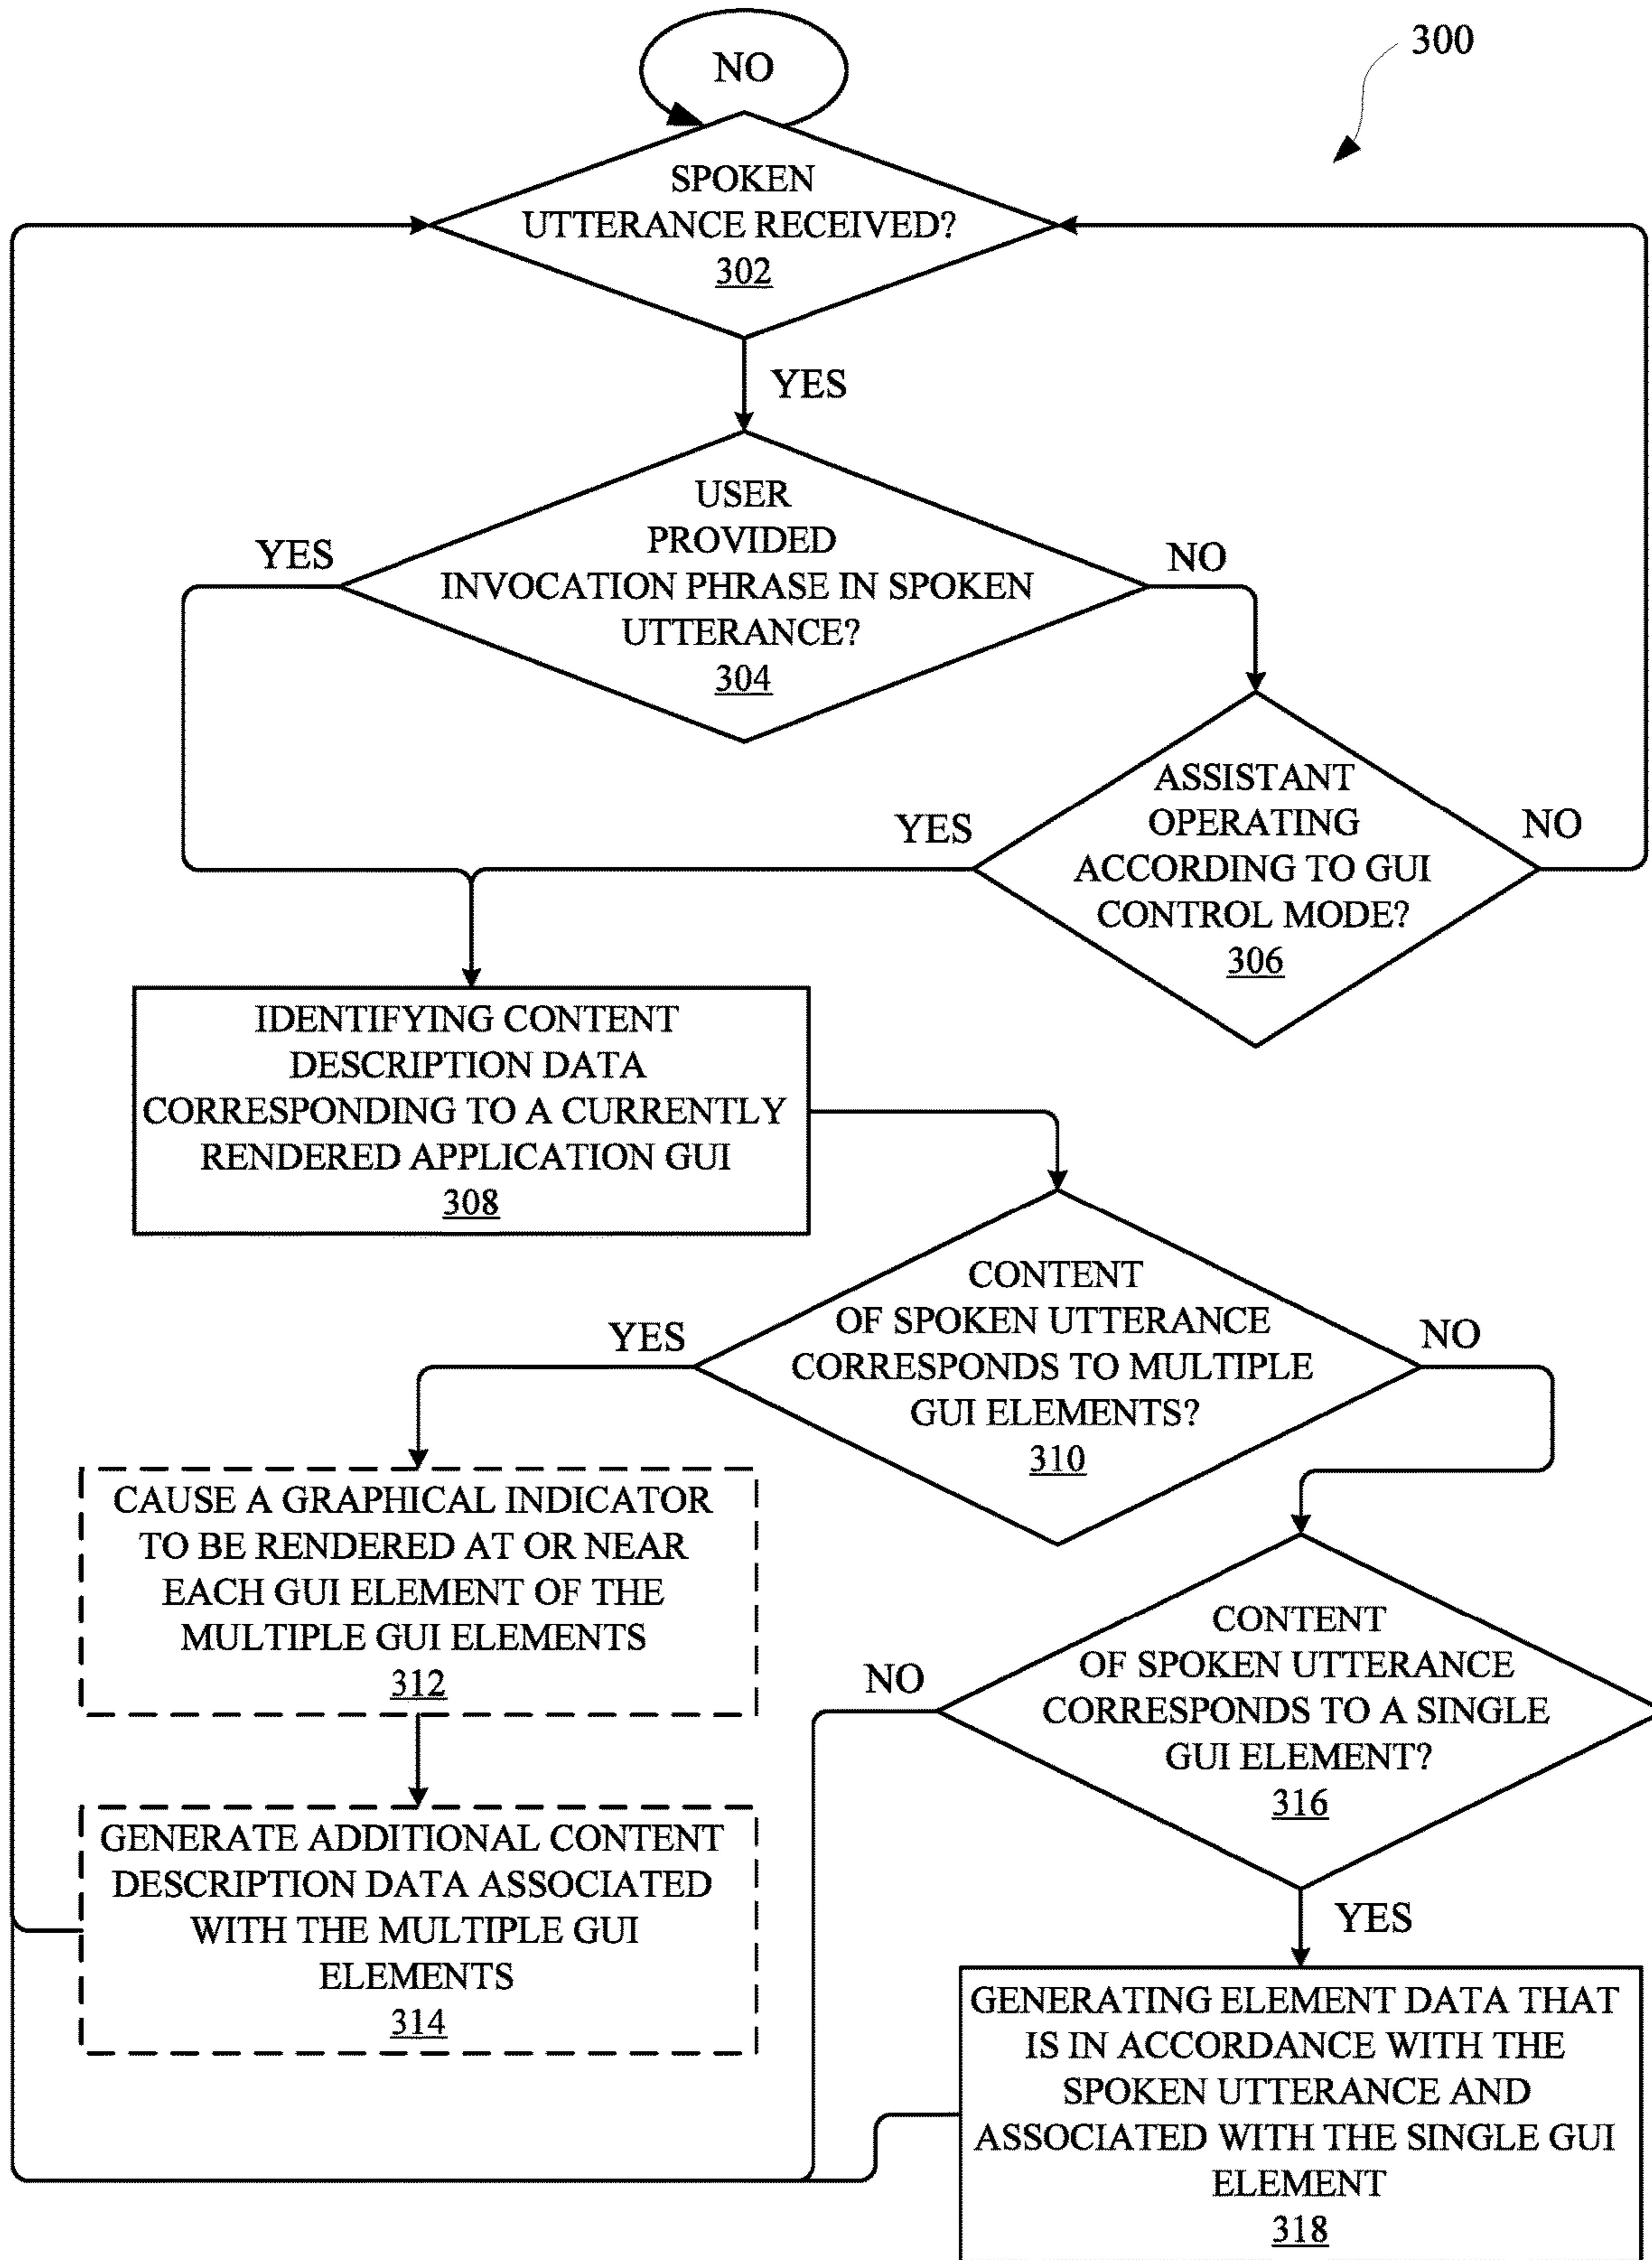 300
NO
SPOKEN
UTTERANCE RECEIVED?
302
YES
USER
PROVIDED
INVOCATION PHRASE IN SPOKEN
UTTERANCE?
304
YES
NO
ASSISTANT
OPERATING
ACCORDING TO GUI
CONTROL MODE?
306
YES
NO
IDENTIFYING CONTENT
DESCRIPTION DATA
CORRESPONDING TO A CURRENTLY
RENDERED APPLICATION GUI
308
CONTENT
OF SPOKEN UTTERANCE
CORRESPONDS TO MULTIPLE
GUI ELEMENTS?
310
YES
NO
CAUSE A GRAPHICAL INDICATOR
TO BE RENDERED AT OR NEAR
EACH GUI ELEMENT OF THE
MULTIPLE GUI ELEMENTS
312
CONTENT
OF SPOKEN UTTERANCE
CORRESPONDS TO A SINGLE
GUI ELEMENT?
316
NO
YES
GENERATE ADDITIONAL CONTENT
DESCRIPTION DATA ASSOCIATED
WITH THE MULTIPLE GUI
ELEMENTS
314
GENERATING ELEMENT DATA THAT
IS IN ACCORDANCE WITH THE
SPOKEN UTTERANCE AND
ASSOCIATED WITH THE SINGLE GUI
ELEMENT
318